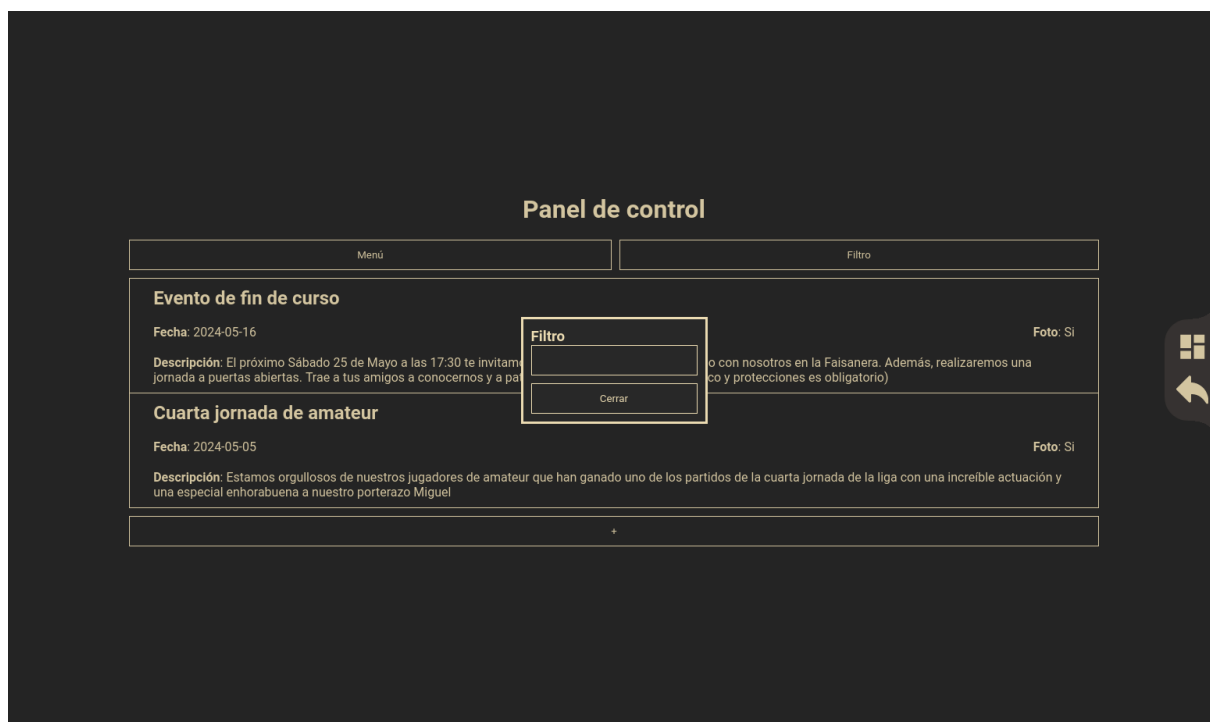 Panel de control
Menú
Filtro
Evento de fin de curso
Fecha: 2024-05-16
Foto: Si
Descripción: El próximo Sábado 25 de Mayo a las 17:30 te invitamo
o con nosotros en la Faisanera. Además, realizaremos una
jornada a puertas abiertas. Trae a tus amigos a conocernos y a pat
co y protecciones es obligatorio)
Filtro
Cerrar
Cuarta jornada de amateur
Fecha: 2024-05-05
Foto: Si
Descripción: Estamos orgullosos de nuestros jugadores de amateur que han ganado uno de los partidos de la cuarta jornada de la liga con una increíble actuación y
una especial enhorabuena a nuestro porterazo Miguel
+